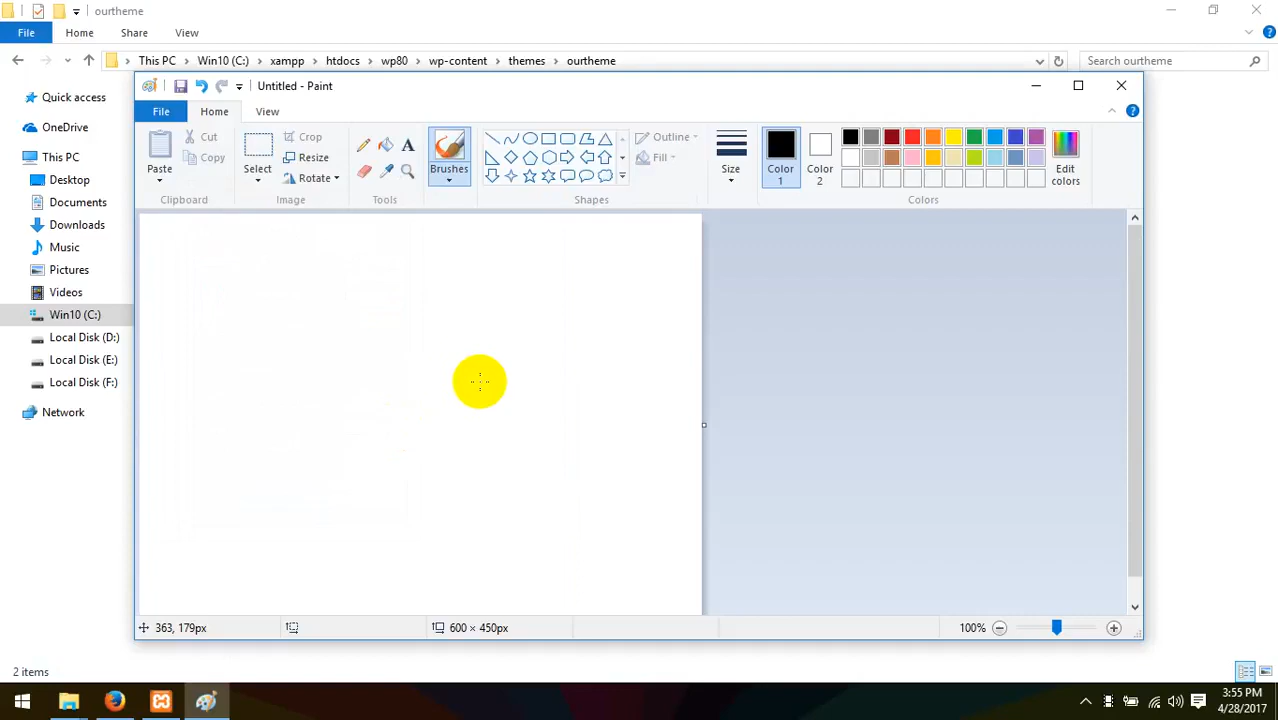 ourtheme
File Home Share View
This PC Win10 (C:) xampp htdocs wp80 wp-content themes ourtheme Search ourtheme
Untitled - Paint
File Home View
Paste
Cut
Copy
Clipboard
Select
Crop
Resize
Rotate
Image
Tools
Brushes
Outline
Fill
Shapes
Size
Color 1
Color 2
Edit colors
Colors
Quick access
OneDrive
This PC
Desktop
Documents
Downloads
Music
Pictures
Videos
Win10 (C:)
Local Disk (D:)
Local Disk (E:)
Local Disk (F:)
Network
363, 179px 600 × 450px 100%
2 items
3:55 PM
4/28/2017